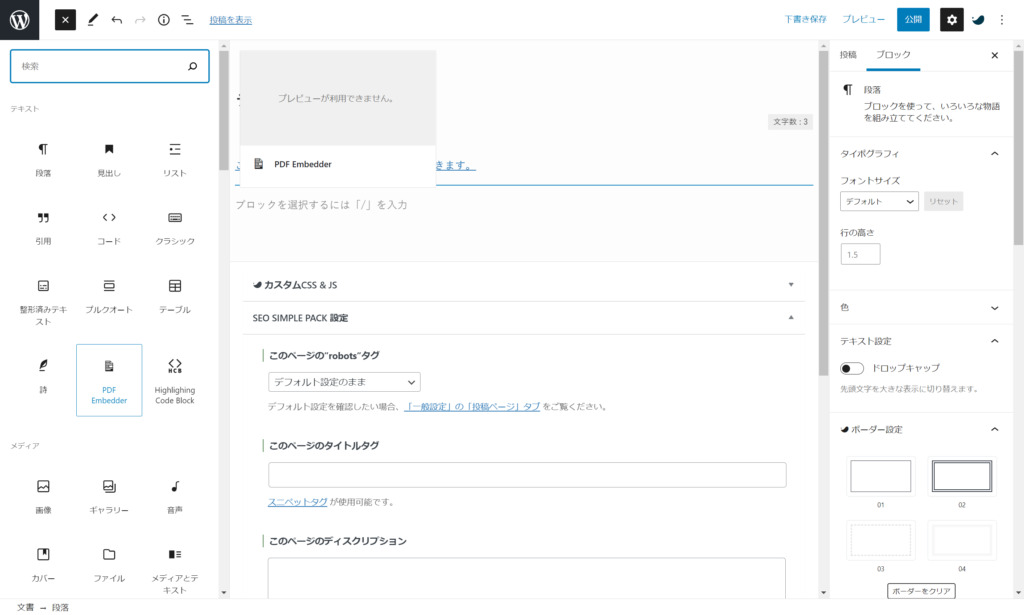 投稿を表示
下書き保存
プレビュー
公開
検索
テキスト
段落
見出し
リスト
引用
コード
クラシック
整形済みテキスト
プルクオート
テーブル
詩
PDF Embedder
Highlighting Code Block
メディア
画像
ギャラリー
音声
カバー
ファイル
メディアとテキスト
プレビューが利用できません。
PDF Embedder
文字数 : 3
きます。
ブロックを選択するには「/」を入力
カスタムCSS & JS
SEO SIMPLE PACK 設定
このページの"robots"タグ
デフォルト設定のまま
デフォルト設定を確認したい場合、「一般設定」の「投稿ページ」タブ をご覧ください。
このページのタイトルタグ
スニペットタグ が使用可能です。
このページのディスクリプション
投稿
ブロック
段落
ブロックを使って、いろいろな物語
を組み立ててください。
タイポグラフィ
フォントサイズ
デフォルト
リセット
行の高さ
1.5
色
テキスト設定
ドロップキャップ
先頭文字を大きな表示に切り替えます。
ボーダー設定
01
02
03
04
ボーダーをクリア
文書 → 段落